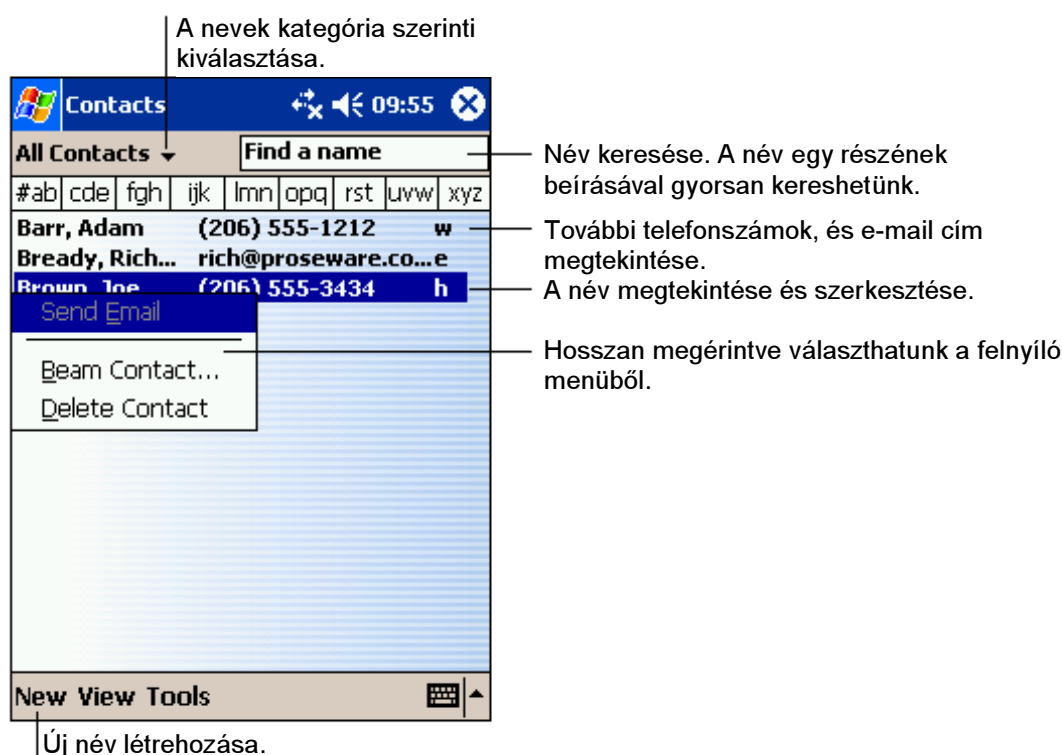 A nevek kategória szerinti
kiválasztása.
Contacts 09:55
All Contacts Find a name
#ab cde fgh ijk lmn opq rst uvw xyz
Barr, Adam (206) 555-1212 w
Bready, Rich... rich@proseware.co...e
Brown, Joe (206) 555-3434 h
Send Email
Beam Contact...
Delete Contact
New View Tools
Név keresése. A név egy részének
beírásával gyorsan kereshetünk.
További telefonszámok, és e-mail cím
megtekintése.
A név megtekintése és szerkesztése.
Hosszan megérintve választhatunk a felnyíló
menüből.
Új név létrehozása.